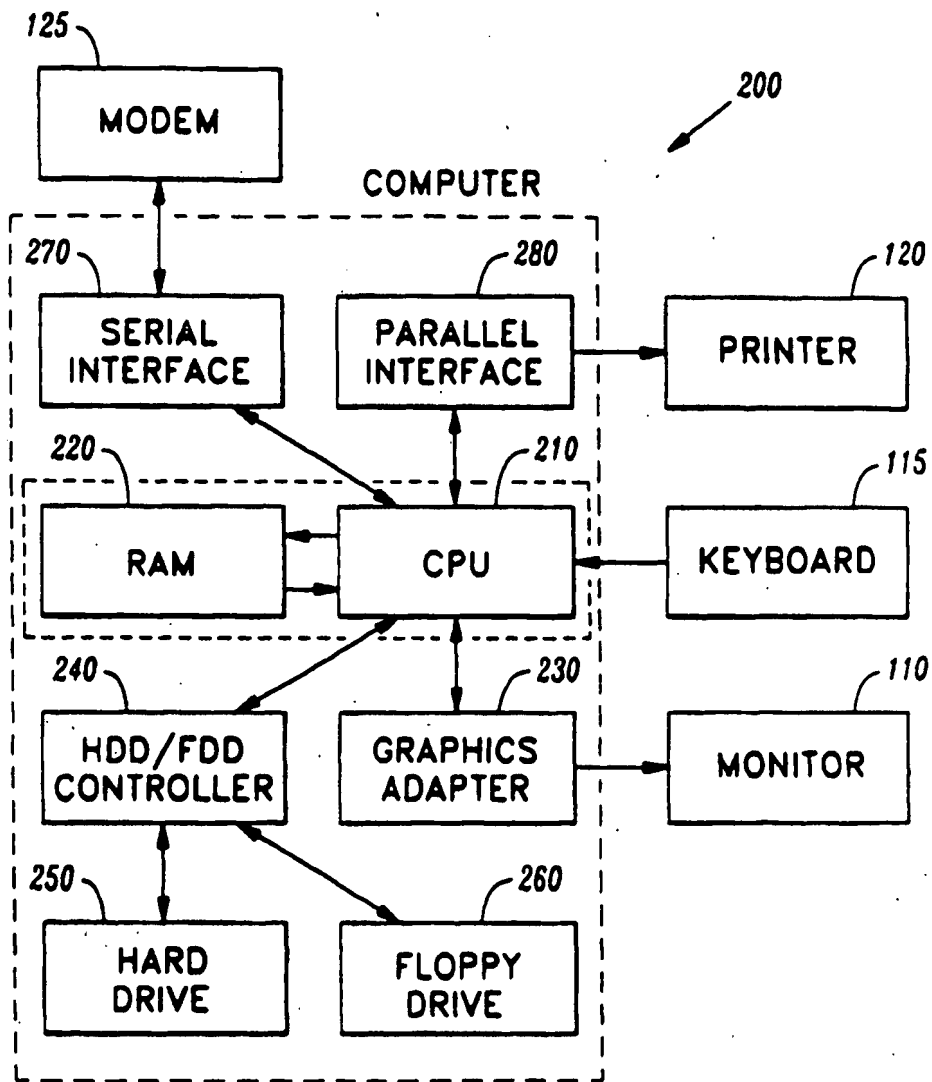 125
MODEM
200
COMPUTER
270
SERIAL
INTERFACE
280
PARALLEL
INTERFACE
120
PRINTER
220
RAM
210
CPU
115
KEYBOARD
240
HDD/FDD
CONTROLLER
230
GRAPHICS
ADAPTER
110
MONITOR
250
HARD
DRIVE
260
FLOPPY
DRIVE